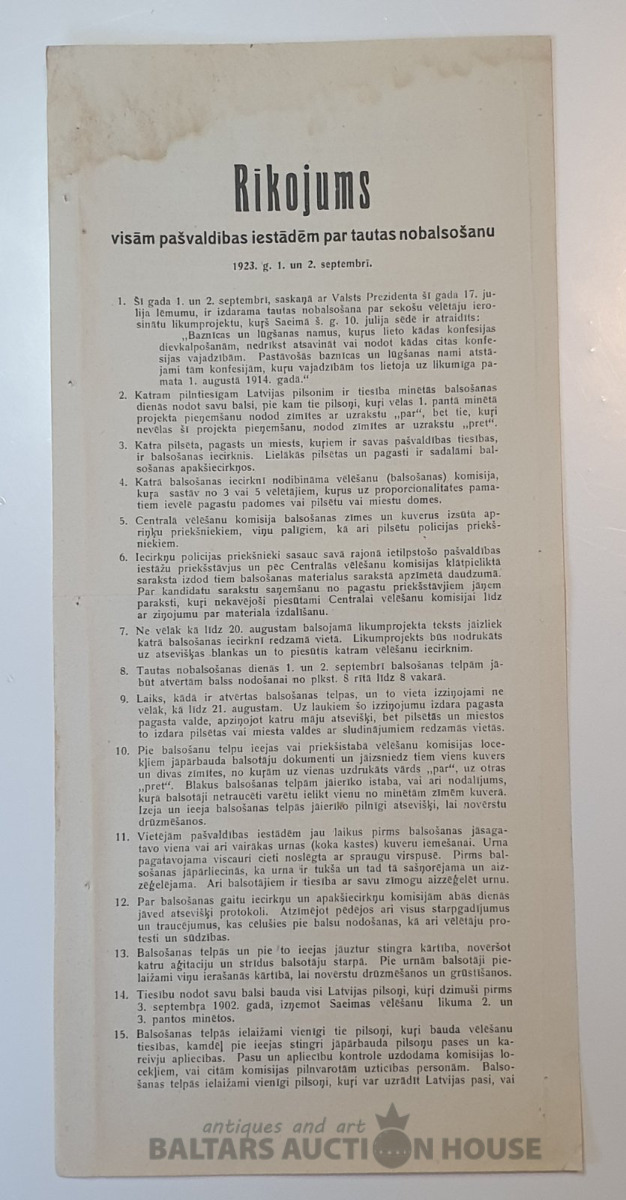 Rīkojums
visām pašvaldības iestādēm par tautas nobalsošanu
1923. g. 1. un 2. septembrī.
1. Šī gada 1. un 2. septembrī, saskaņā ar Valsts Prezidenta šī gada 17. ju-
lija lēmumu, ir izdarama tautas nobalsošana par sekošu vēlētāju iero-
sinātu likumprojektu, kuŗš Saeimā š. g. 10. julija sēdē ir atraidīts:
„Baznīcas un lūgšanas namus, kuŗus lieto kādas konfesijas
dievkalpošanām, nedrīkst atsavināt vai nodot kādas citas konfe-
sijas vajadzībām. Pastāvošās baznīcas un lūgšanas nami atstā-
jami tām konfesijām, kuŗu vajadzībām tos lietoja uz likumīga pa-
mata 1. augustā 1914. gadā.“
2. Katram pilntiesīgam Latvijas pilsonim ir tiesība minētās balsošanas
dienās nodot savu balsi, pie kam tie pilsoņi, kuŗi vēlas 1. pantā minētā
projekta pieņemšanu nodod zīmītes ar uzrakstu „par“, bet tie, kuŗi
nevēlas šī projekta pieņemšanu, nodod zīmītes ar uzrakstu „pret“.
3. Katra pilsēta, pagasts un miests, kuŗiem ir savas pašvaldības tiesības,
ir balsošanas iecirknis. Lielākās pilsētas un pagasti ir sadalāmi bal-
sošanas apakšiecirkņos.
4. Katrā balsošanas iecirknī nodibināma vēlēšanu (balsošanas) komisija,
kuŗa sastāv no 3 vai 5 vēlētājiem, kuŗus uz proporcionalitates pama-
tiem ievēlē pagastu padomes vai pilsētu vai miestu domes.
5. Centralā vēlēšanu komisija balsošanas zīmes un kuverus izsūta ap-
riņķu priekšniekiem, viņu palīgiem, kā arī pilsētu policijas priekš-
niekiem.
6. Iecirkņu policijas priekšnieki sasauc savā rajonā ietilpstošo pašvaldības
iestāžu priekšstāvjus un pēc Centralās vēlēšanu komisijas klātpieliktā
saraksta izdod tiem balsošanas materialus sarakstā apzīmētā daudzumā.
Par kandidatu sarakstu saņemšanu no pagastu priekšstāvjiem jāņem
paraksti, kuŗi nekavējoši piesūtami Centralai vēlēšanu komisijai līdz
ar ziņojumu par materiala izdalīšanu.
7. Ne vēlāk kā līdz 20. augustam balsojamā likumprojekta teksts jāizliek
katrā balsošanas iecirknī redzamā vietā. Likumprojekts būs nodrukāts
uz atsevišķas blankas un to piesūtīs katram vēlēšanu iecirknim.
8. Tautas nobalsošanas dienās 1. un 2. septembrī balsošanas telpām jā-
būt atvērtām balss nodošanai no plkst. 8 rītā līdz 8 vakarā.
9. Laiks, kādā ir atvērtas balsošanas telpas, un to vieta izziņojami ne
vēlāk, kā līdz 21. augustam. Uz laukiem šo izziņojumu izdara pagasta
pagasta valde, apziņojot katru māju atsevišķi, bet pilsētās un miestos
to izdara pilsētas vai miesta valdes ar sludinājumiem redzamās vietās.
10. Pie balsošanu telpu ieejas vai priekšistabā vēlēšanu komisijas loce-
kļiem jāpārbauda balsotāju dokumenti un jāizsniedz tiem viens kuvers
un divas zīmītes, no kuŗām uz vienas uzdrukāts vārds „par“, uz otras
„pret“. Blakus balsošanas telpām jāierīko istaba, vai arī nodalījums,
kuŗā balsotāji netraucēti varētu ielikt vienu no minētām zīmēm kuverā.
Izeja un ieeja balsošanas telpās jāierīko pilnīgi atsevišķi, lai novērstu
drūzmēšanos.
11. Vietējām pašvaldības iestādēm jau laikus pirms balsošanas jāsaga-
tavo viena vai arī vairākas urnas (koka kastes) kuveru iemešanai. Urna
pagatavojama viscauri cieti noslēgta ar spraugu virspusē. Pirms bal-
sošanas jāpārliecinās, ka urna ir tukša un tad tā sašņorējama un aiz-
zēģelējama. Arī balsotājiem ir tiesība ar savu zīmogu aizzēģelēt urnu.
12. Par balsošanas gaitu iecirkņu un apakšiecirkņu komisijām abās dienās
jāved atsevišķi protokoli. Atzīmējot pēdējos arī visus starpgadījumus
un traucējumus, kas cēlušies pie balsu nodošanas, kā arī vēlētāju pro-
testi un sūdzības.
13. Balsošanas telpās un pie to ieejas jāuztur stingra kārtība, novēršot
katru aģitaciju un strīdus balsotāju starpā. Pie urnām balsotāji pie-
laižami viņu ierašanās kārtībā, lai novērstu drūzmēšanos un grūstīšanos.
14. Tiesību nodot savu balsi bauda visi Latvijas pilsoņi, kuŗi dzimuši pirms
3. septembŗa 1902. gadā, izņemot Saeimas vēlēšanu likuma 2. un
3. pantos minētos.
15. Balsošanas telpās ielaižami vienīgi tie pilsoņi, kuŗi bauda vēlēšanu
tiesības, kamdēļ pie ieejas stingri jāpārbauda pilsoņu pases un ka-
reivju apliecības. Pasu un apliecību kontrole uzdodama komisijas lo-
cekļiem, vai citām komisijas pilnvarotām uzticības personām. Balso-
šanas telpās ielaižami vienīgi pilsoņi, kuŗi var uzrādīt Latvijas pasi, vai
antiques and art
BALTARS AUCTION HOUSE